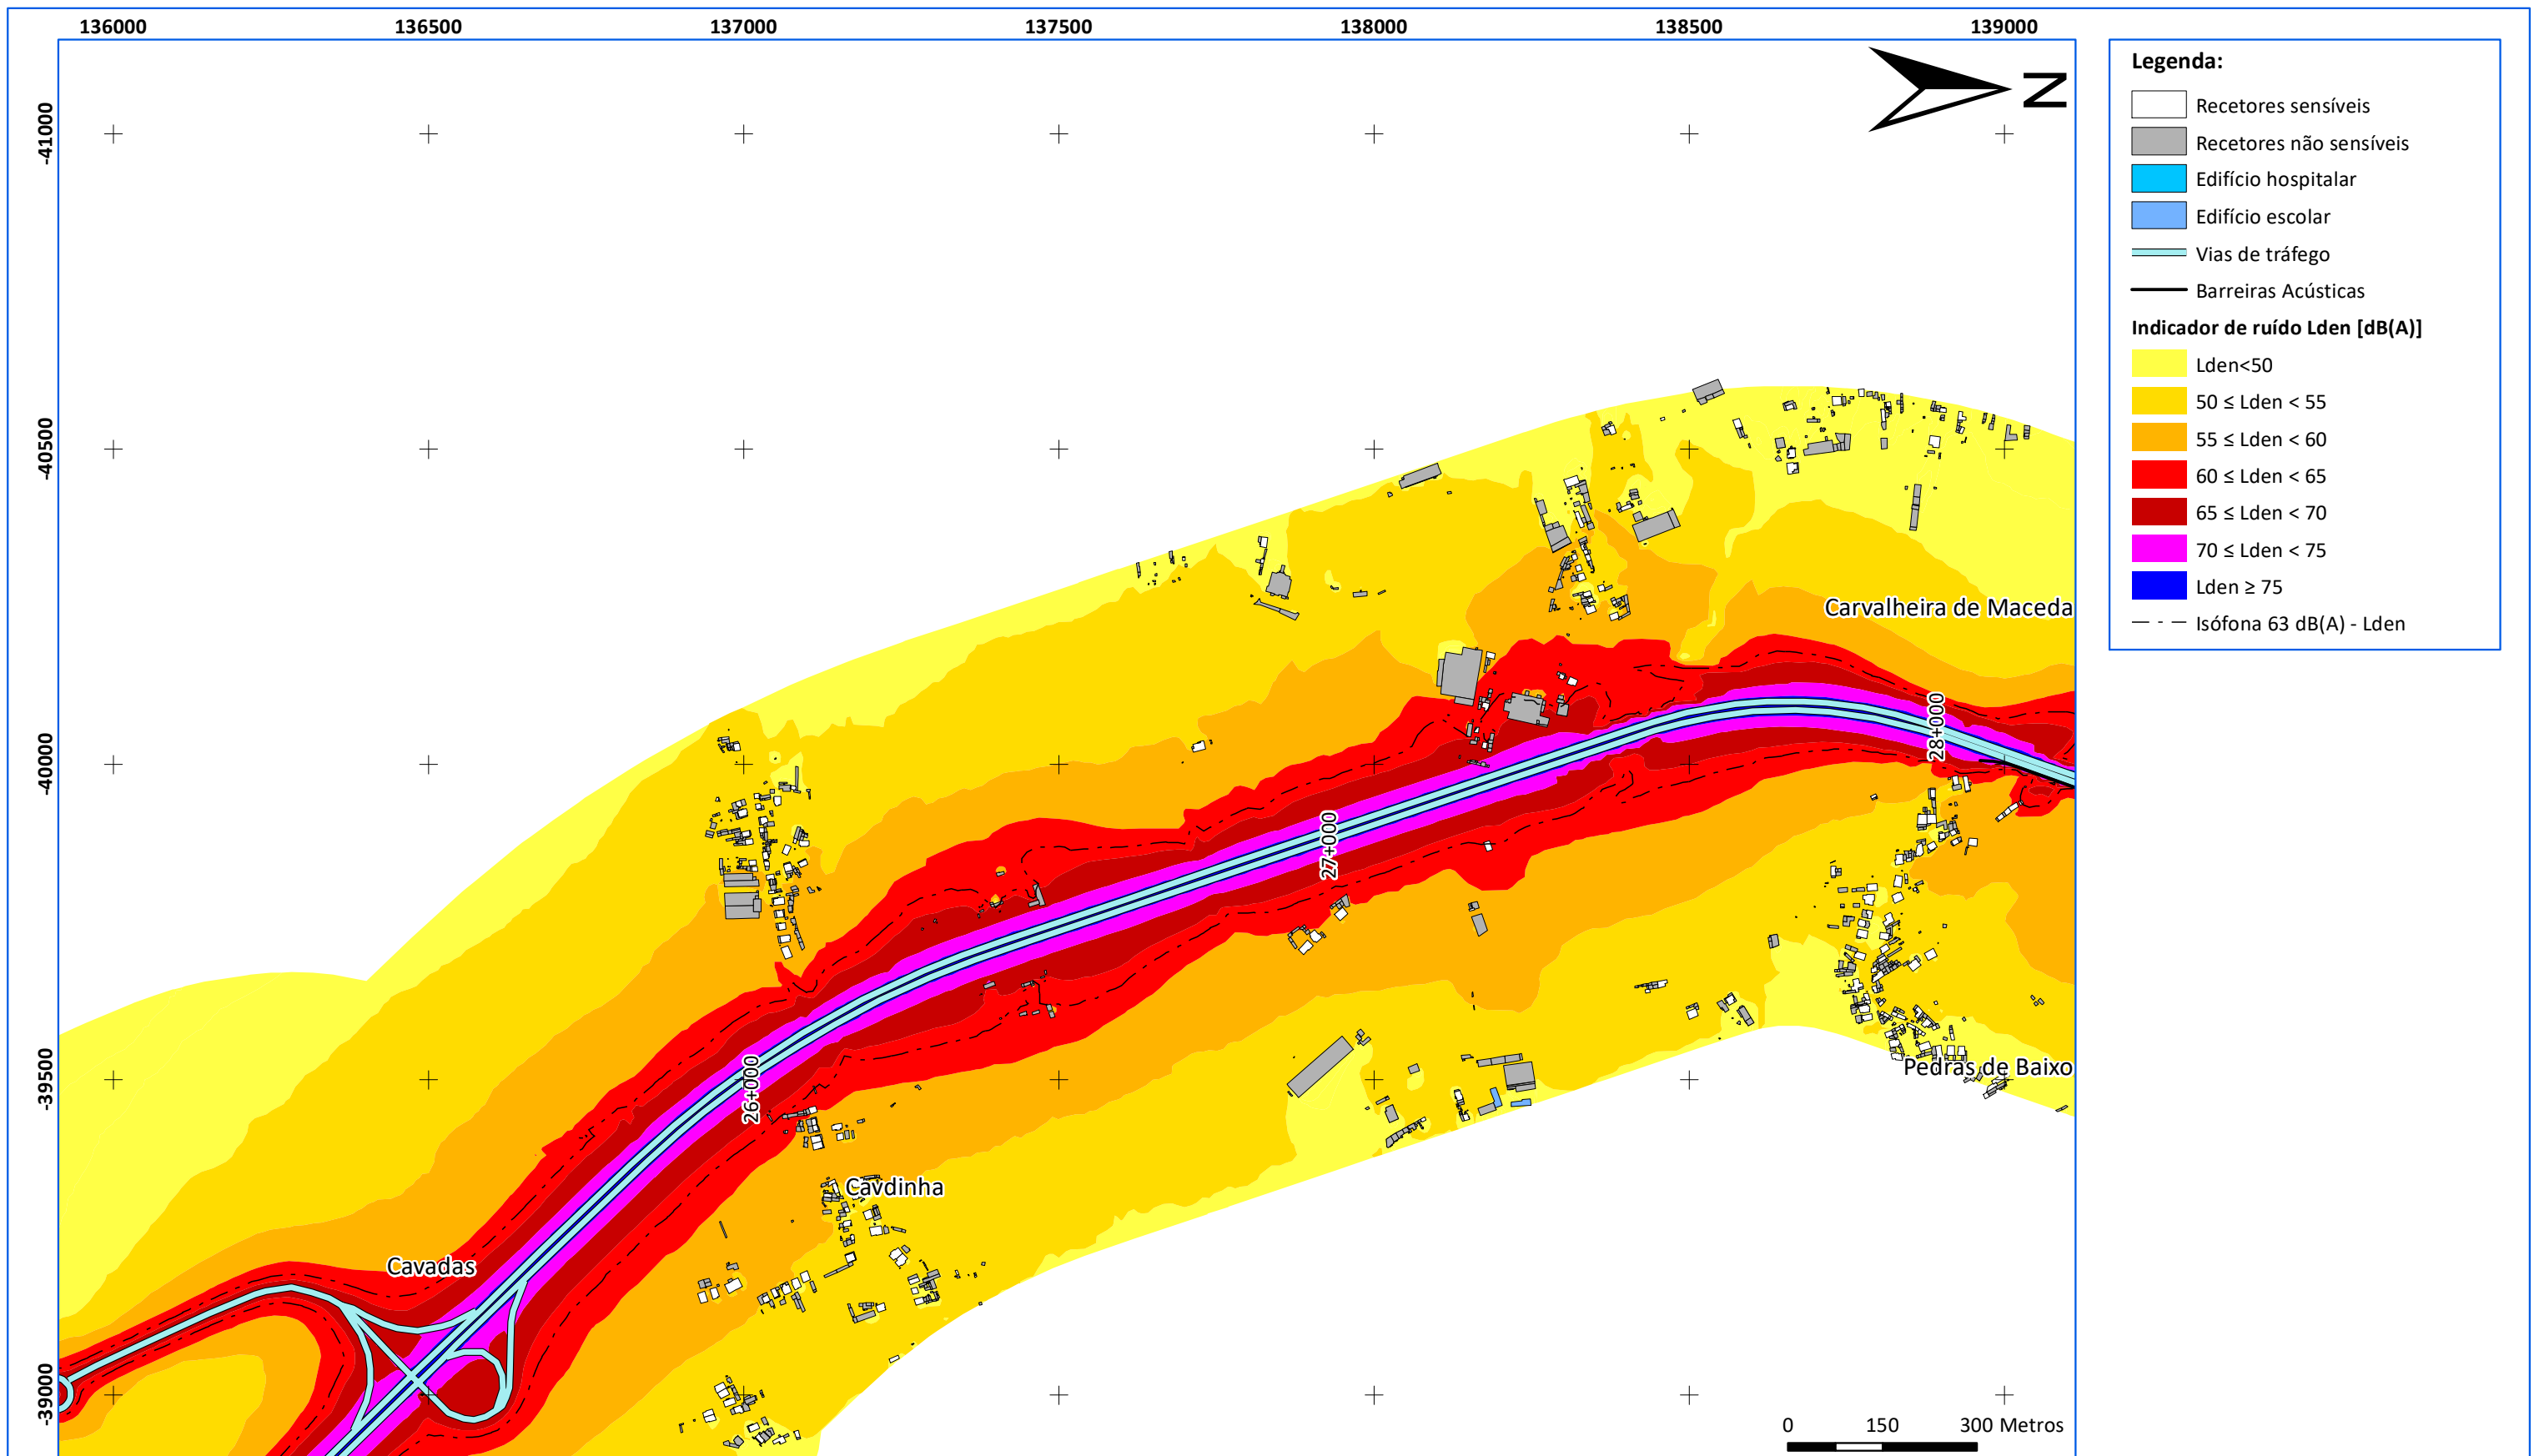 136000 136500 137000 137500 138000 138500 139000
-41000
-40500
-40000
-39500
-39000
N
Carvalheira de Maceda
28+000
27+000
26+000
Pedras de Baixo
Cavdinha
Cavadas
0 150 300 Metros
Legenda:
Recetores sensíveis
Recetores não sensíveis
Edifício hospitalar
Edifício escolar
Vias de tráfego
Barreiras Acústicas
Indicador de ruído Lden [dB(A)]
Lden<50
50 ≤ Lden < 55
55 ≤ Lden < 60
60 ≤ Lden < 65
65 ≤ Lden < 70
70 ≤ Lden < 75
Lden ≥ 75
Isófona 63 dB(A) - Lden